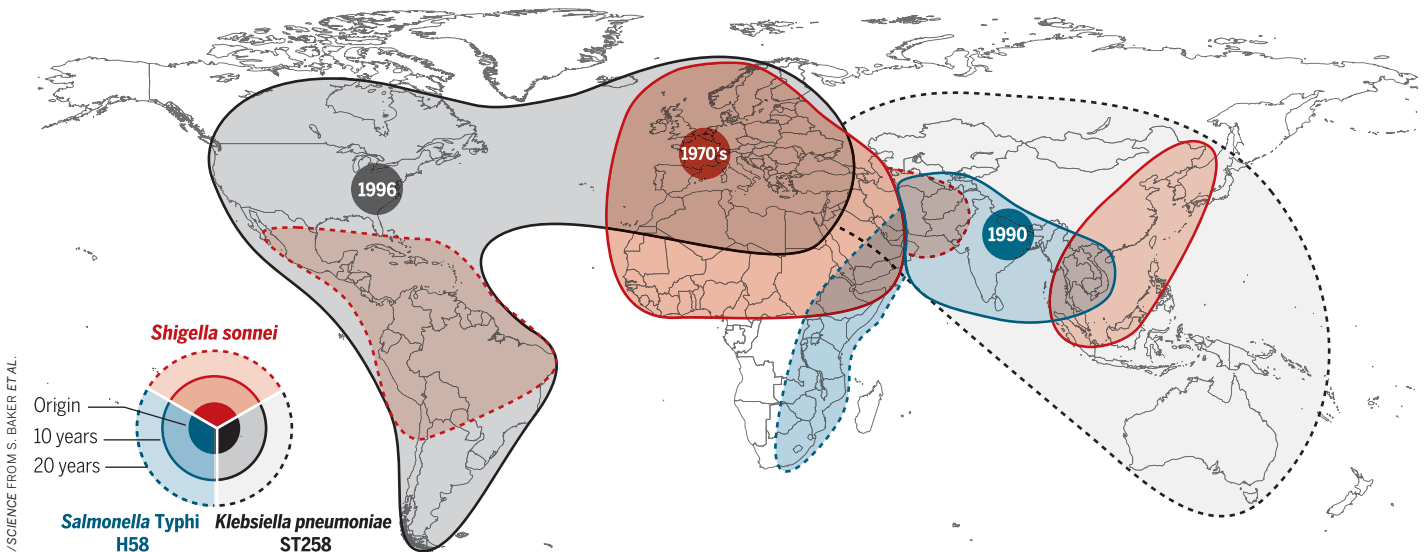 1996
1970's
1990
Shigella sonnei
Origin
10 years
20 years
Salmonella Typhi
H58
Klebsiella pneumoniae
ST258
/SCIENCE FROM S. BAKER ET AL.